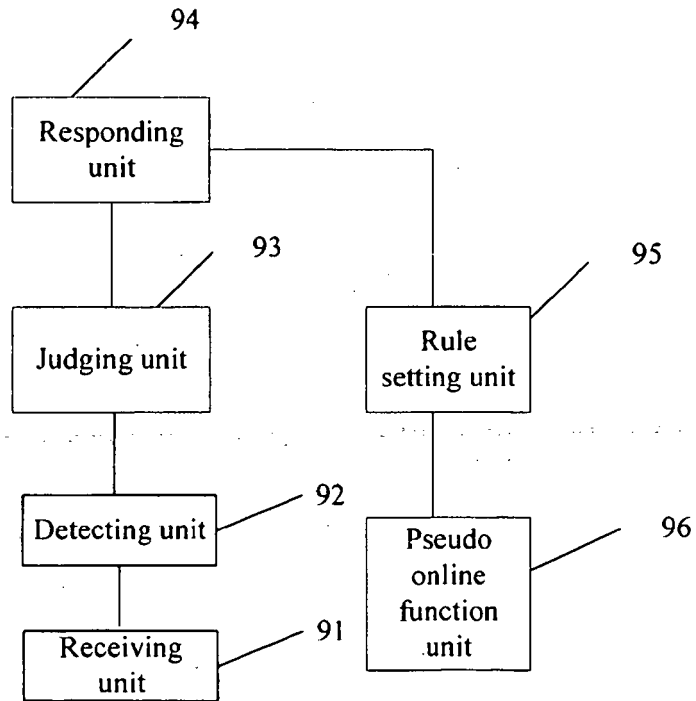 94
Responding
unit
93
95
Judging unit
Rule
setting unit
92
Detecting unit
96
Pseudo
online
function
unit
91
Receiving
unit